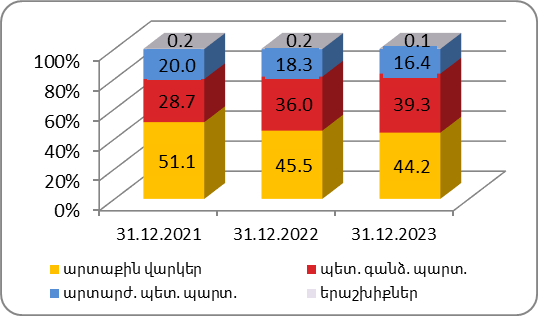 0.2 0.2 0.1
100% 20.0 18.3 16.4
80% 28.7 36.0 39.3
60%
40% 51.1 45.5 44.2
20%
0%
31.12.2021 31.12.2022 31.12.2023
արտաքին վարկեր պետ. գանձ. պարտ.
արտարժ. պետ. պարտ. երաշխիքներ